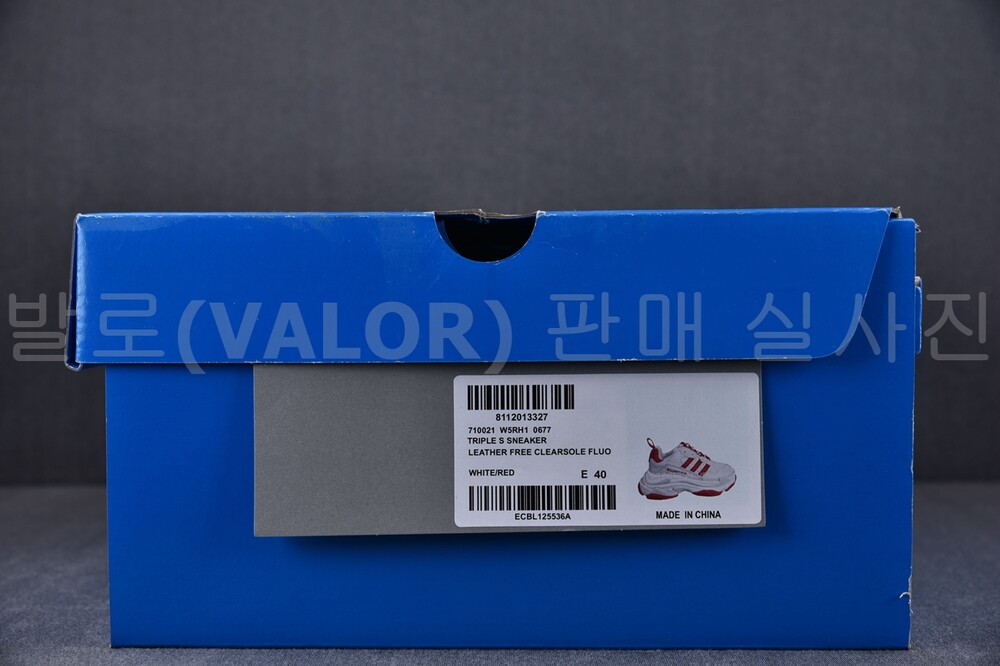 발로(VALOR) 판매 실사진
8112013327
710021 W5RH1 0677
TRIPLE S SNEAKER
LEATHER FREE CLEARSOLE FLUO
WHITE/RED E 40
ECBL125536A
MADE IN CHINA